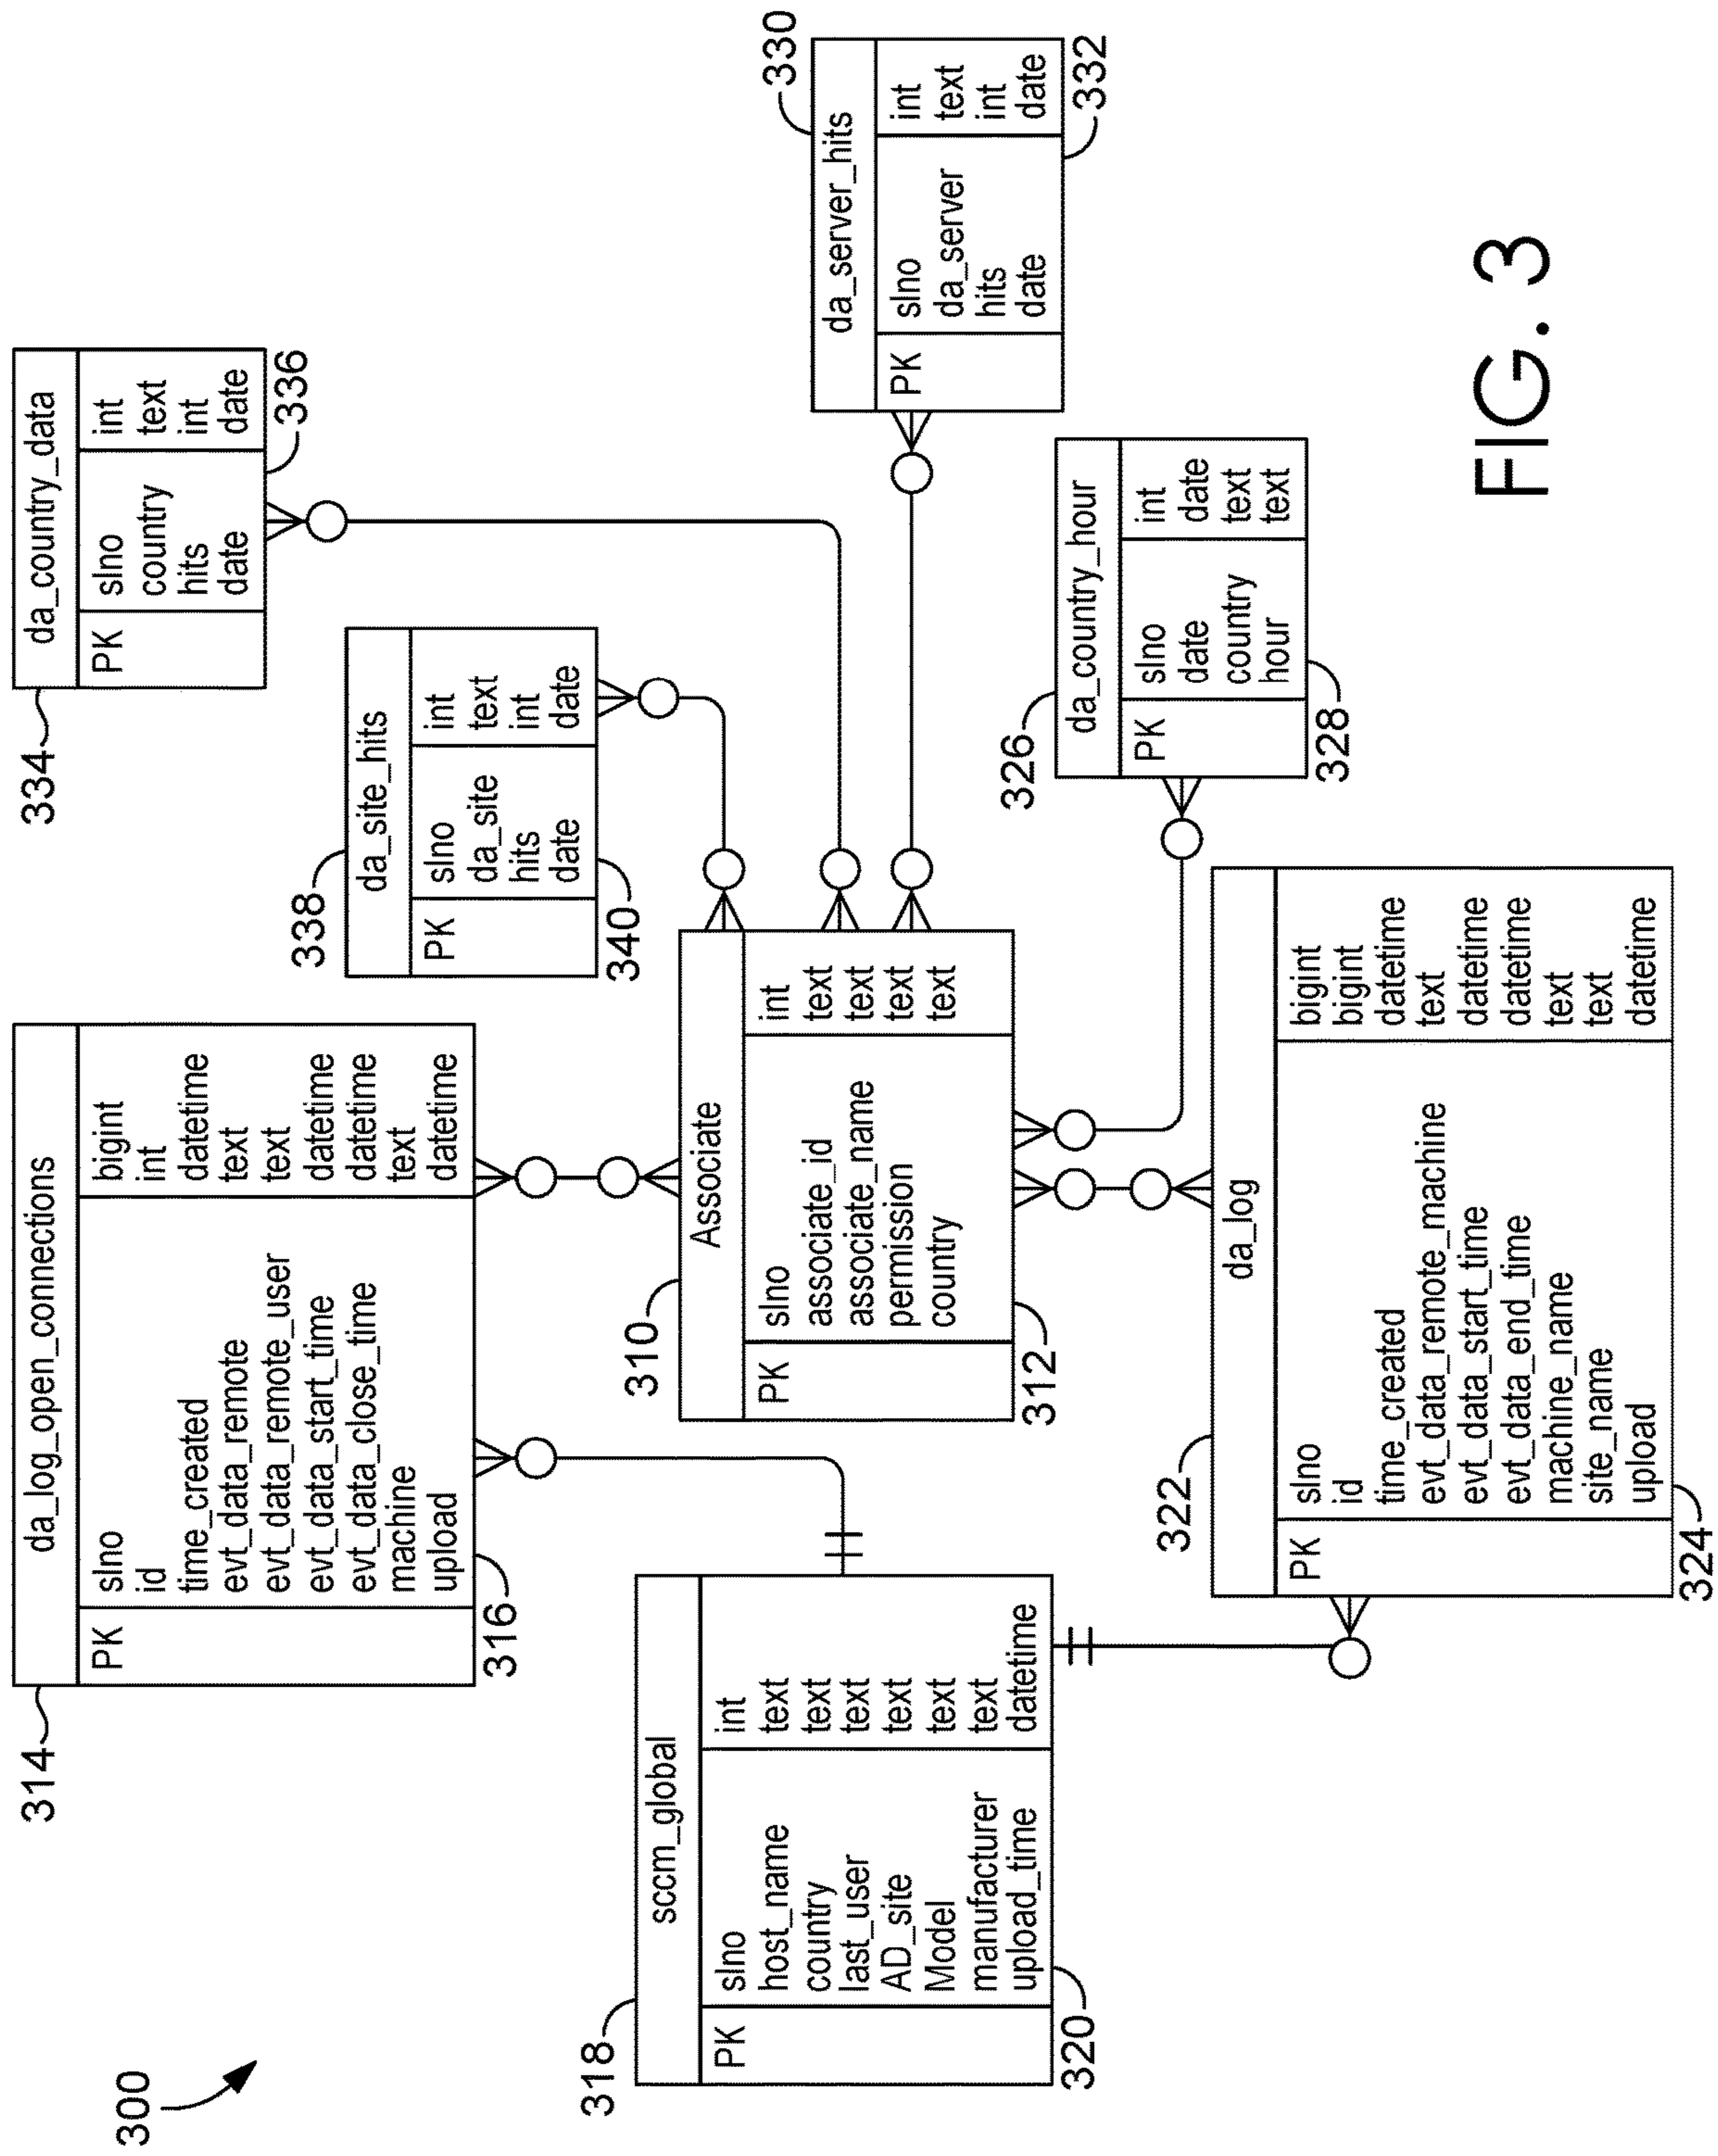 300
314
da_log_open_connections
PK
slno bigint
id int
time_created datetime
evt_data_remote text
evt_data_remote_user text
evt_data_start_time datetime
evt_data_close_time datetime
machine text
upload datetime
316
334
da_country_data
PK
slno int
country text
hits int
date date
336
338
da_site_hits
PK
slno int
da_site text
hits int
date date
340
318
sccm_global
PK
slno int
host_name text
country text
last_user text
AD_site text
Model text
manufacturer text
upload_time datetime
320
310
Associate
PK
slno int
associate_id text
associate_name text
permission text
country text
312
330
da_server_hits
PK
slno int
da_server text
hits int
date date
332
326
da_country_hour
PK
slno int
date date
country text
hour text
328
322
da_log
PK
slno bigint
id bigint
time_created datetime
evt_data_remote_machine text
evt_data_start_time datetime
evt_data_end_time datetime
machine_name text
site_name text
upload datetime
324
FIG. 3